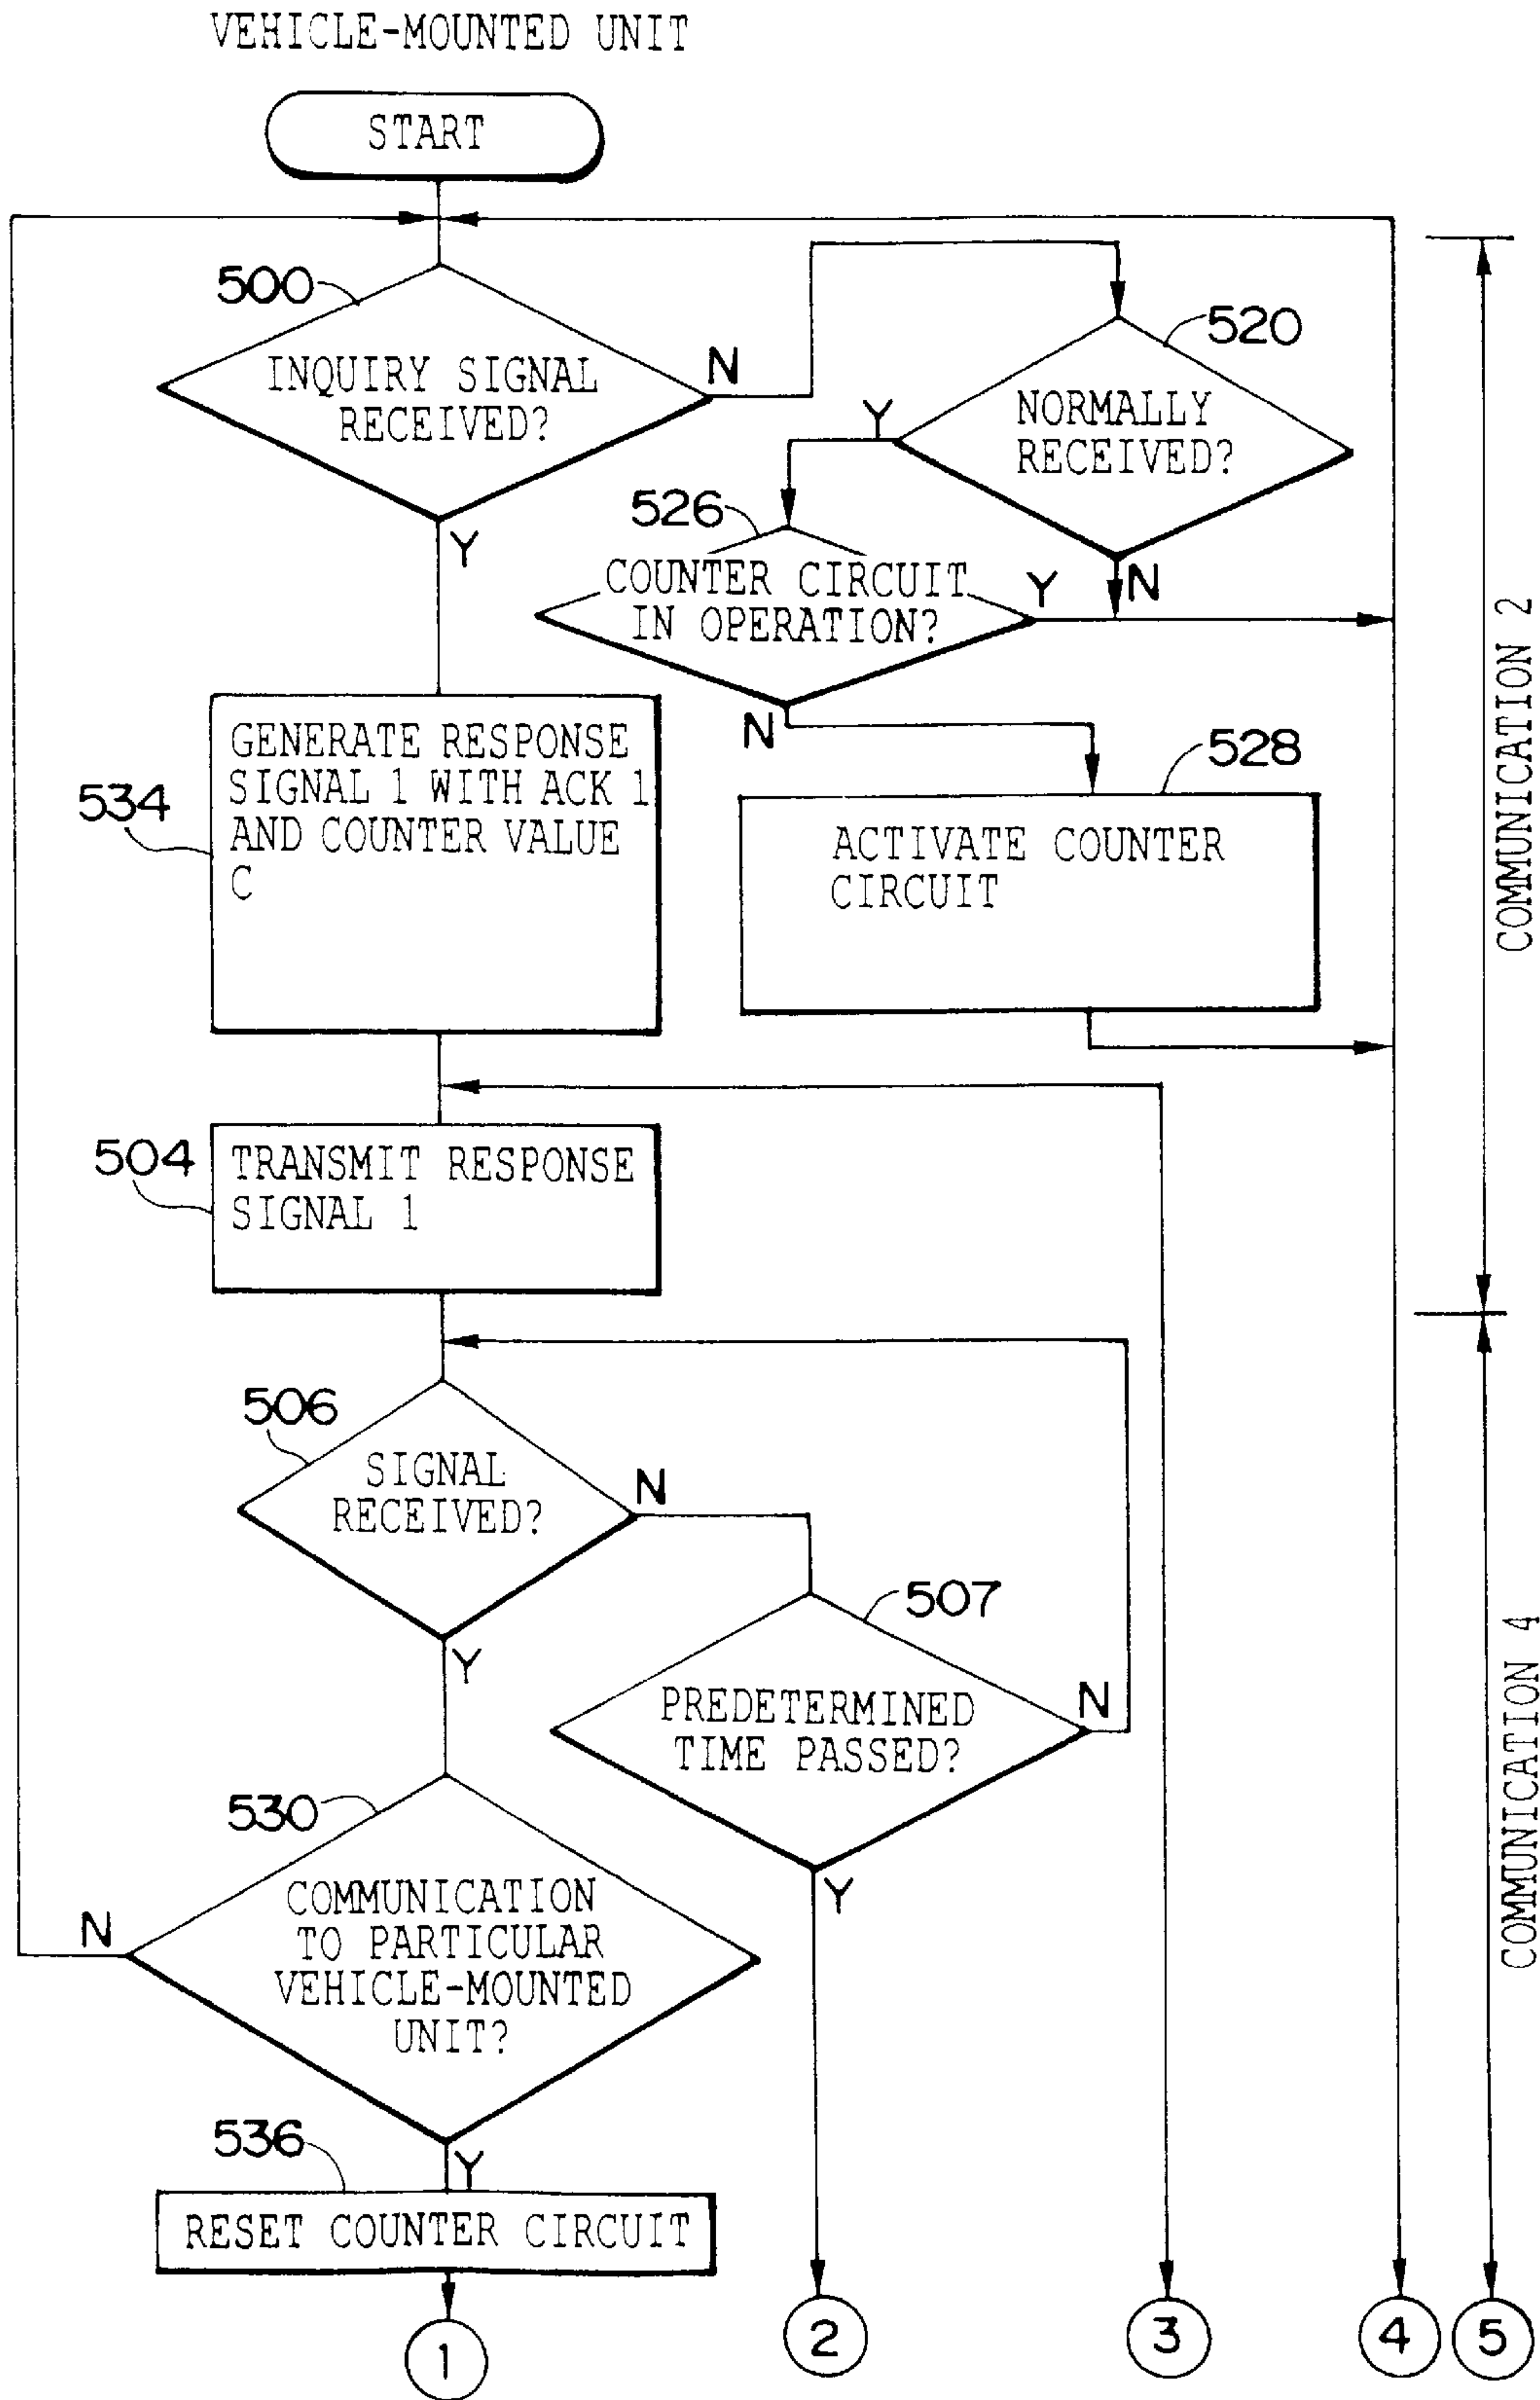 VEHICLE-MOUNTED UNIT
START
500
INQUIRY SIGNAL
RECEIVED?
N
Y
520
NORMALLY
RECEIVED?
Y
N
526
COUNTER CIRCUIT
IN OPERATION?
Y
N
528
ACTIVATE COUNTER
CIRCUIT
534
GENERATE RESPONSE
SIGNAL 1 WITH ACK 1
AND COUNTER VALUE
C
COMMUNICATION 2
504
TRANSMIT RESPONSE
SIGNAL 1
506
SIGNAL
RECEIVED?
N
Y
507
PREDETERMINED
TIME PASSED?
N
Y
530
COMMUNICATION
TO PARTICULAR
VEHICLE-MOUNTED
UNIT?
N
Y
COMMUNICATION 4
536
RESET COUNTER CIRCUIT
1
2
3
4
5